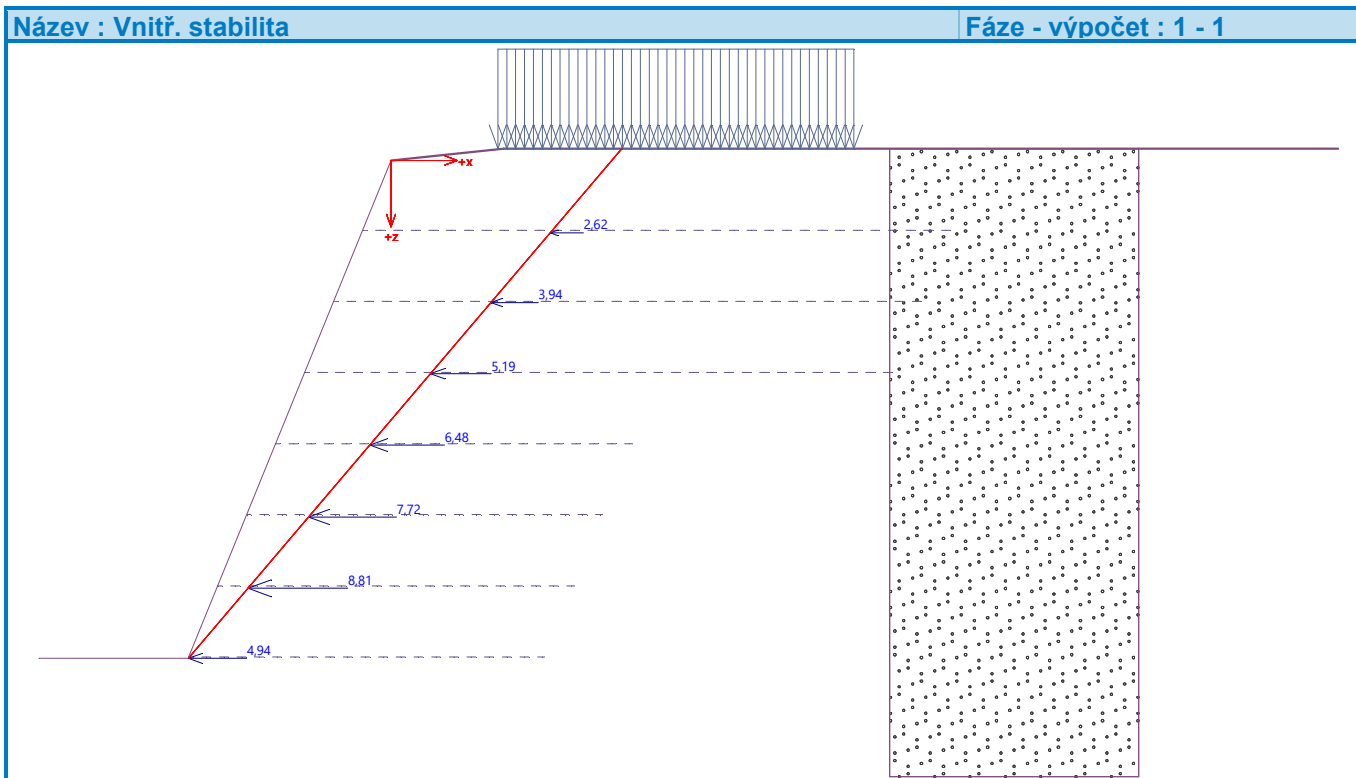 Název : Vnitř. stabilita
Fáze - výpočet : 1 - 1
+x
+z
2,62
3,94
5,19
6,48
7,72
8,81
4,94